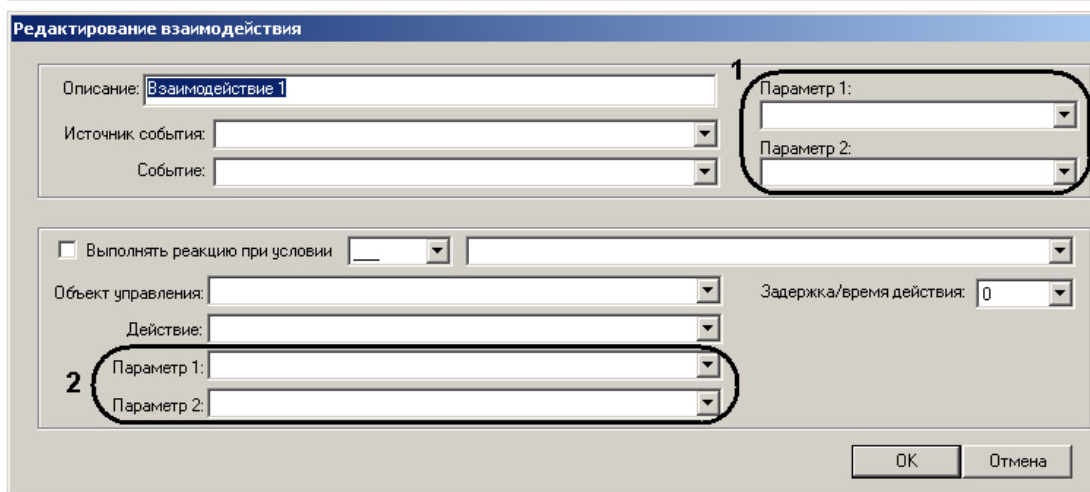 Редактирование взаимодействия
1
Описание: Взаимодействие 1
Параметр 1:
Источник события:
Параметр 2:
Событие:
Выполнять реакцию при условии ___
Объект управления:
Задержка/время действия: 0
Действие:
2
Параметр 1:
Параметр 2:
OK
Отмена